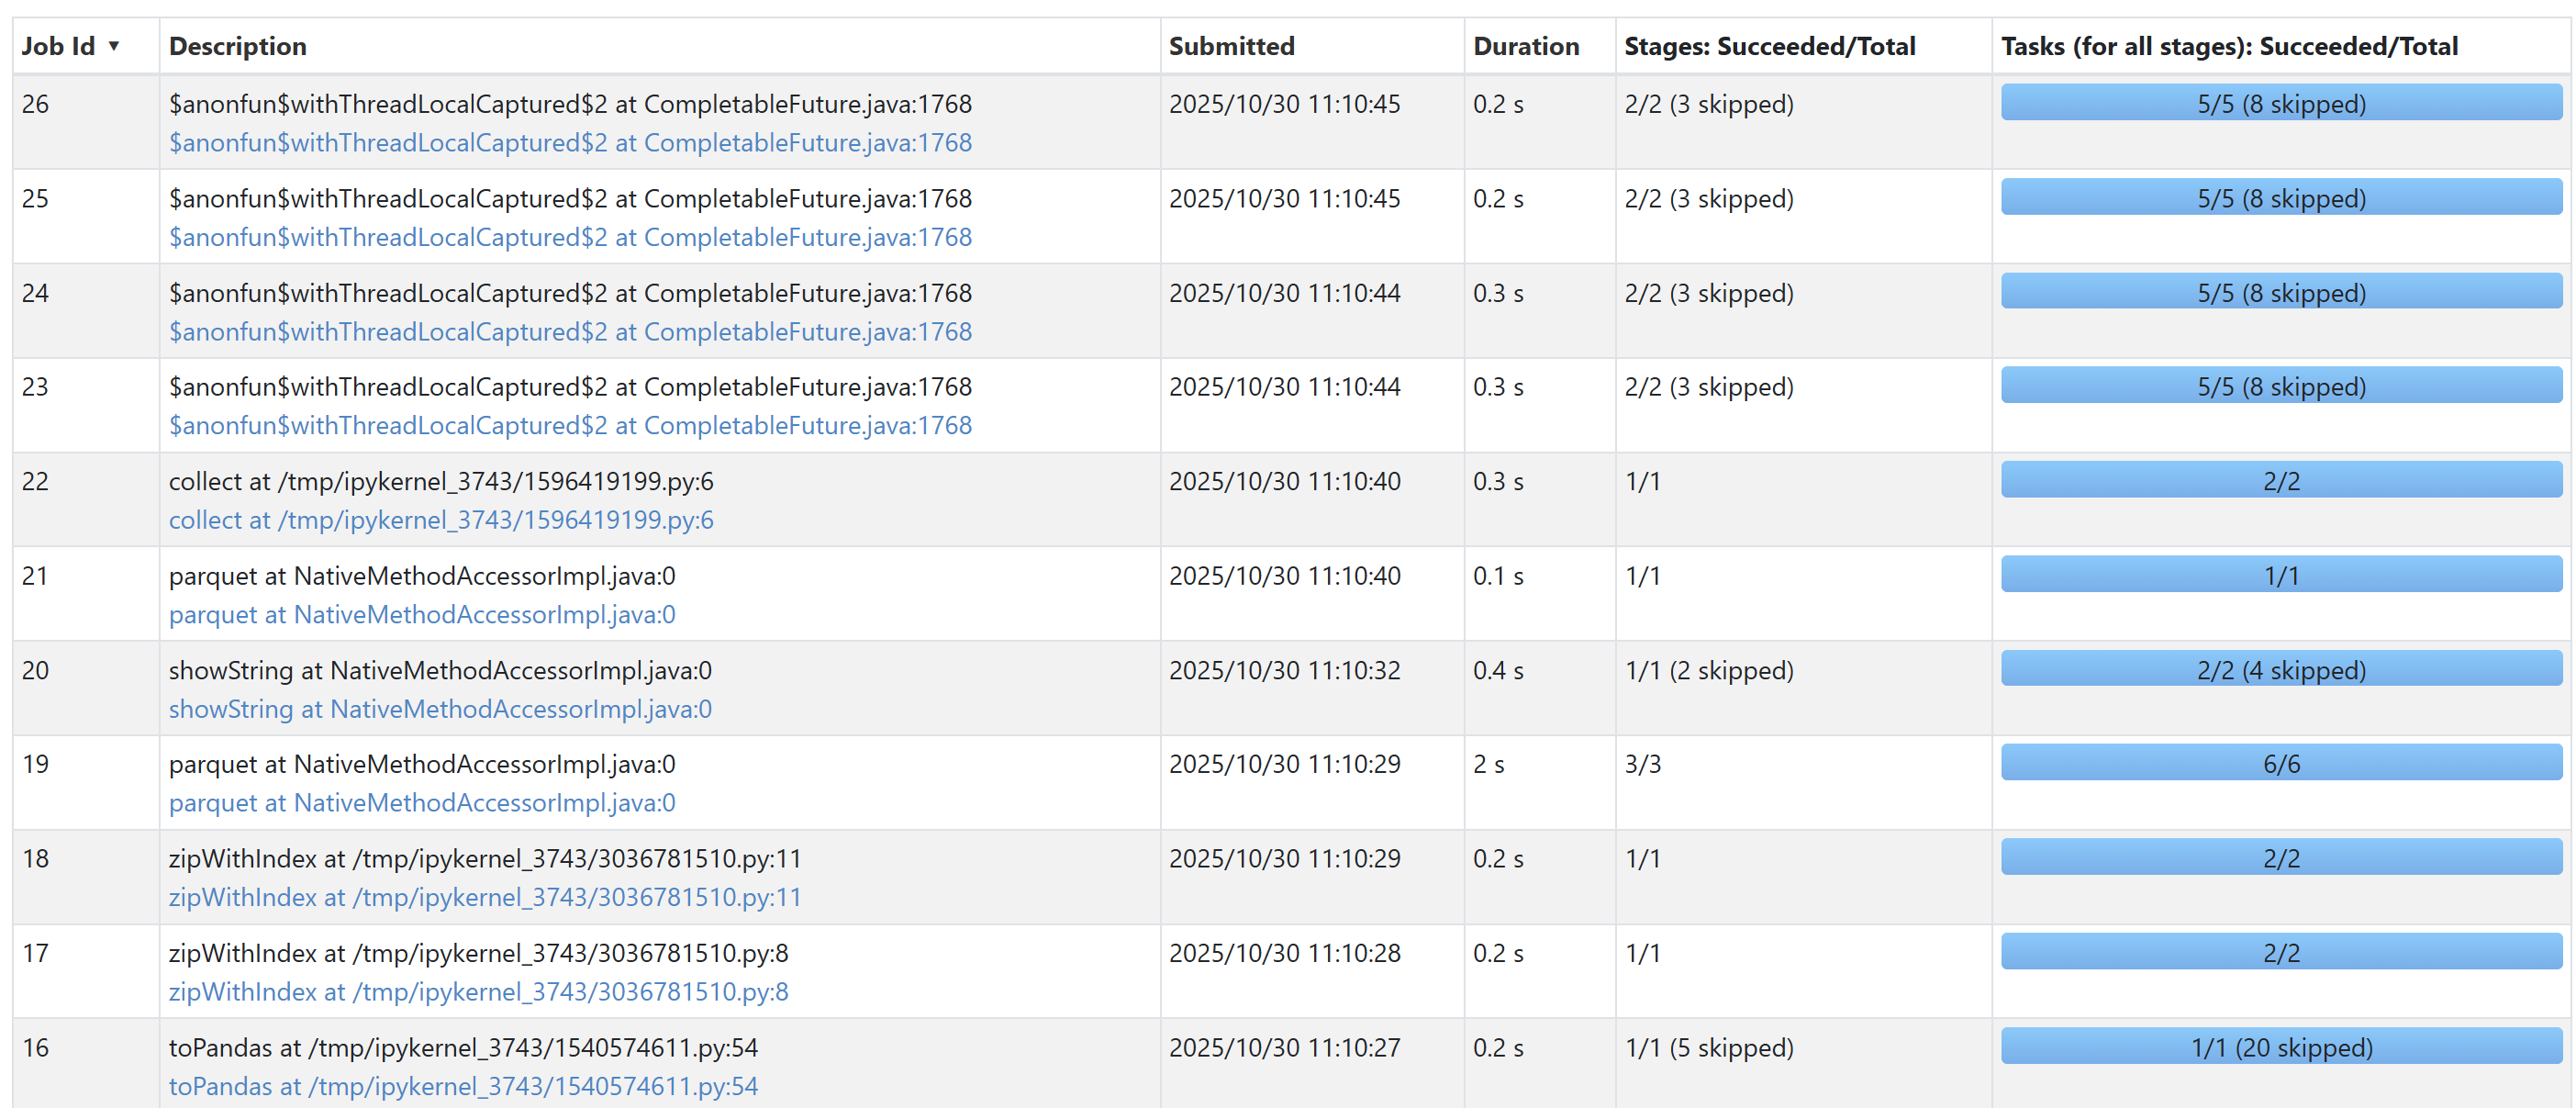 Job Id ▼ Description Submitted Duration Stages: Succeeded/Total Tasks (for all stages): Succeeded/Total
26 $anonfun$withThreadLocalCaptured$2 at CompletableFuture.java:1768 2025/10/30 11:10:45 0.2 s 2/2 (3 skipped) 5/5 (8 skipped)
$anonfun$withThreadLocalCaptured$2 at CompletableFuture.java:1768
25 $anonfun$withThreadLocalCaptured$2 at CompletableFuture.java:1768 2025/10/30 11:10:45 0.2 s 2/2 (3 skipped) 5/5 (8 skipped)
$anonfun$withThreadLocalCaptured$2 at CompletableFuture.java:1768
24 $anonfun$withThreadLocalCaptured$2 at CompletableFuture.java:1768 2025/10/30 11:10:44 0.3 s 2/2 (3 skipped) 5/5 (8 skipped)
$anonfun$withThreadLocalCaptured$2 at CompletableFuture.java:1768
23 $anonfun$withThreadLocalCaptured$2 at CompletableFuture.java:1768 2025/10/30 11:10:44 0.3 s 2/2 (3 skipped) 5/5 (8 skipped)
$anonfun$withThreadLocalCaptured$2 at CompletableFuture.java:1768
22 collect at /tmp/ipykernel_3743/1596419199.py:6 2025/10/30 11:10:40 0.3 s 1/1 2/2
collect at /tmp/ipykernel_3743/1596419199.py:6
21 parquet at NativeMethodAccessorImpl.java:0 2025/10/30 11:10:40 0.1 s 1/1 1/1
parquet at NativeMethodAccessorImpl.java:0
20 showString at NativeMethodAccessorImpl.java:0 2025/10/30 11:10:32 0.4 s 1/1 (2 skipped) 2/2 (4 skipped)
showString at NativeMethodAccessorImpl.java:0
19 parquet at NativeMethodAccessorImpl.java:0 2025/10/30 11:10:29 2 s 3/3 6/6
parquet at NativeMethodAccessorImpl.java:0
18 zipWithIndex at /tmp/ipykernel_3743/3036781510.py:11 2025/10/30 11:10:29 0.2 s 1/1 2/2
zipWithIndex at /tmp/ipykernel_3743/3036781510.py:11
17 zipWithIndex at /tmp/ipykernel_3743/3036781510.py:8 2025/10/30 11:10:28 0.2 s 1/1 2/2
zipWithIndex at /tmp/ipykernel_3743/3036781510.py:8
16 toPandas at /tmp/ipykernel_3743/1540574611.py:54 2025/10/30 11:10:27 0.2 s 1/1 (5 skipped) 1/1 (20 skipped)
toPandas at /tmp/ipykernel_3743/1540574611.py:54